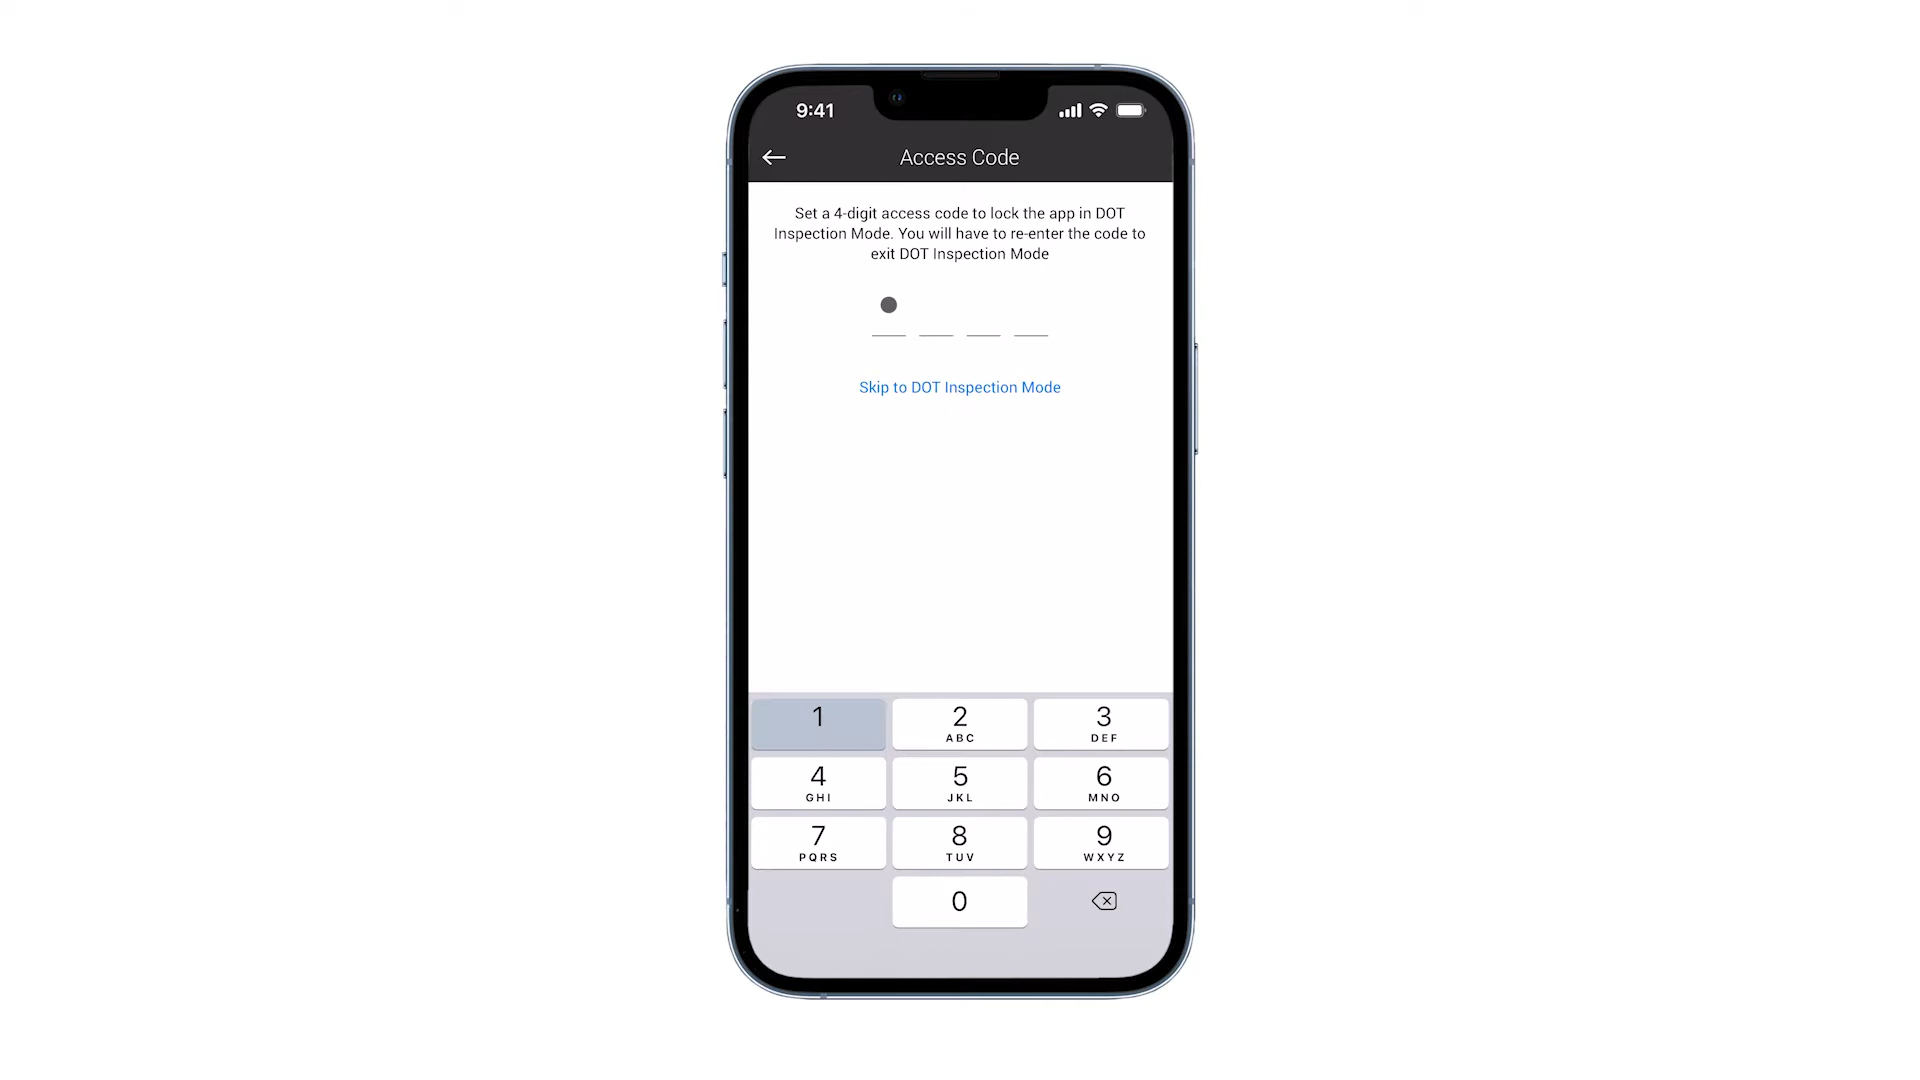 9:41
Access Code
Set a 4-digit access code to lock the app in DOT
Inspection Mode. You will have to re-enter the code to
exit DOT Inspection Mode
Skip to DOT Inspection Mode
1
2
ABC
3
DEF
4
GHI
5
JKL
6
MNO
7
PQRS
8
TUV
9
WXYZ
0